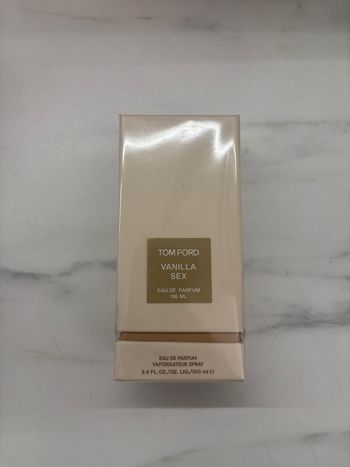 TOM FORD
VANILLA
SEX
EAU DE PARFUM
100 ML
EAU DE PARFUM
VAPORISATEUR SPRAY
3.4 FL. OZ./OZ. LIQ./100 ml ℮